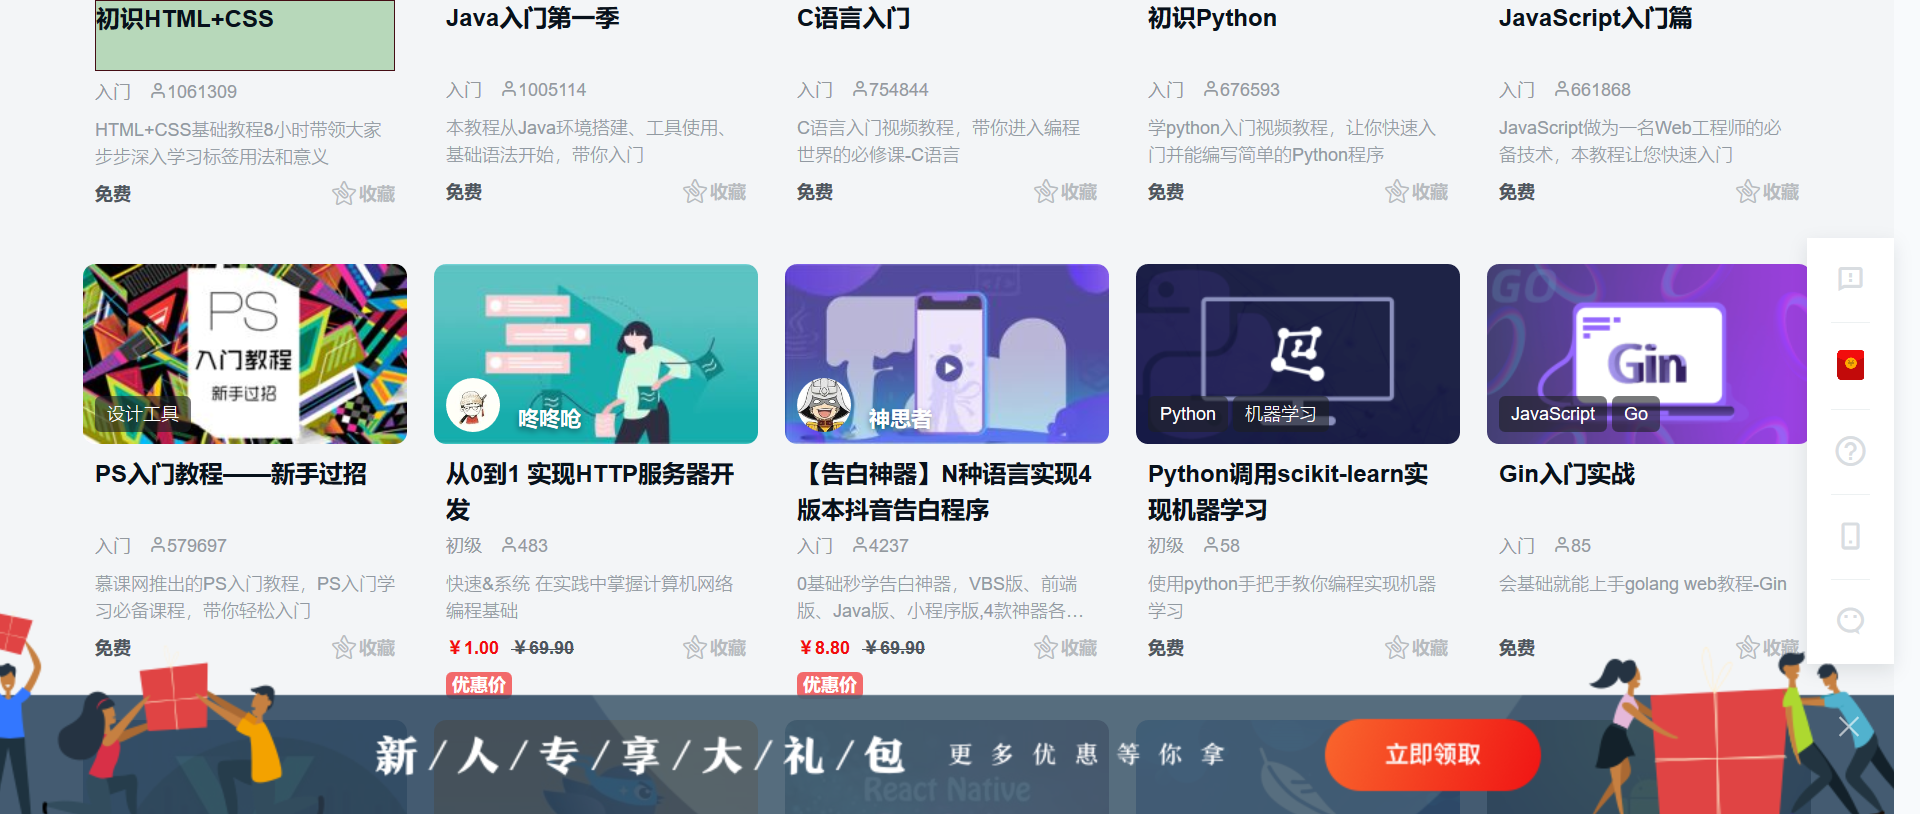 初识HTML+CSS
Java入门第一季
C语言入门
初识Python
JavaScript入门篇
入门 1061309
入门 1005114
入门 754844
入门 676593
入门 661868
HTML+CSS基础教程8小时带领大家
步步深入学习标签用法和意义
本教程从Java环境搭建、工具使用、
基础语法开始，带你入门
C语言入门视频教程，带你进入编程
世界的必修课-C语言
学python入门视频教程，让你快速入
门并能编写简单的Python程序
JavaScript做为一名Web工程师的必
备技术，本教程让您快速入门
免费 收藏
免费 收藏
免费 收藏
免费 收藏
免费 收藏
PS
入门教程
新手过招
设计工具
咚咚呛
神思者
Python 机器学习
GO
Gin
JavaScript Go
PS入门教程——新手过招
从0到1 实现HTTP服务器开
发
【告白神器】N种语言实现4
版本抖音告白程序
Python调用scikit-learn实
现机器学习
Gin入门实战
入门 579697
初级 483
入门 4237
初级 58
入门 85
慕课网推出的PS入门教程，PS入门学
习必备课程，带你轻松入门
快速&系统 在实践中掌握计算机网络
编程基础
0基础秒学告白神器，VBS版、前端
版、Java版、小程序版,4款神器各…
使用python手把手教你编程实现机器
学习
会基础就能上手golang web教程-Gin
免费 收藏
￥1.00 ￥69.90 收藏
优惠价
￥8.80 ￥69.90 收藏
优惠价
免费 收藏
免费 收藏
新/人/专/享/大/礼/包
更多优惠等你拿
立即领取
React Native